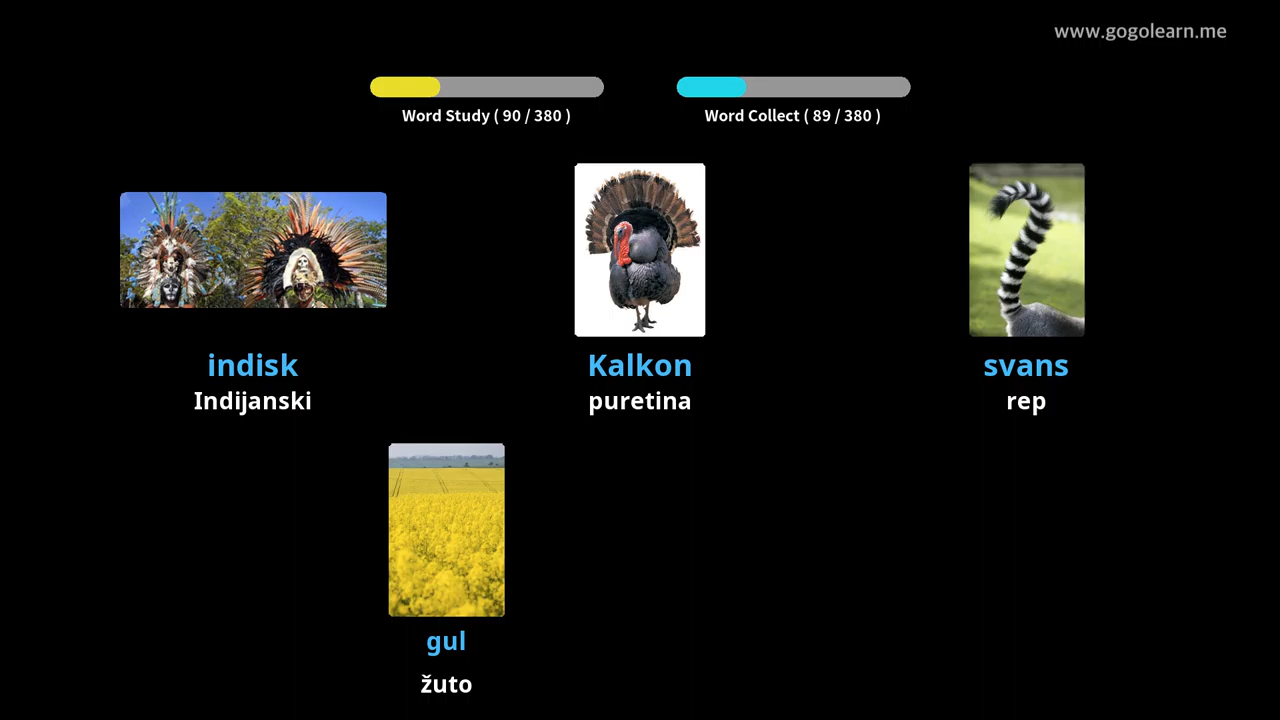 www.gogolearn.me
Word Study ( 90 / 380 )
Word Collect ( 89 / 380 )
indisk
Indijanski
Kalkon
puretina
svans
rep
gul
žuto